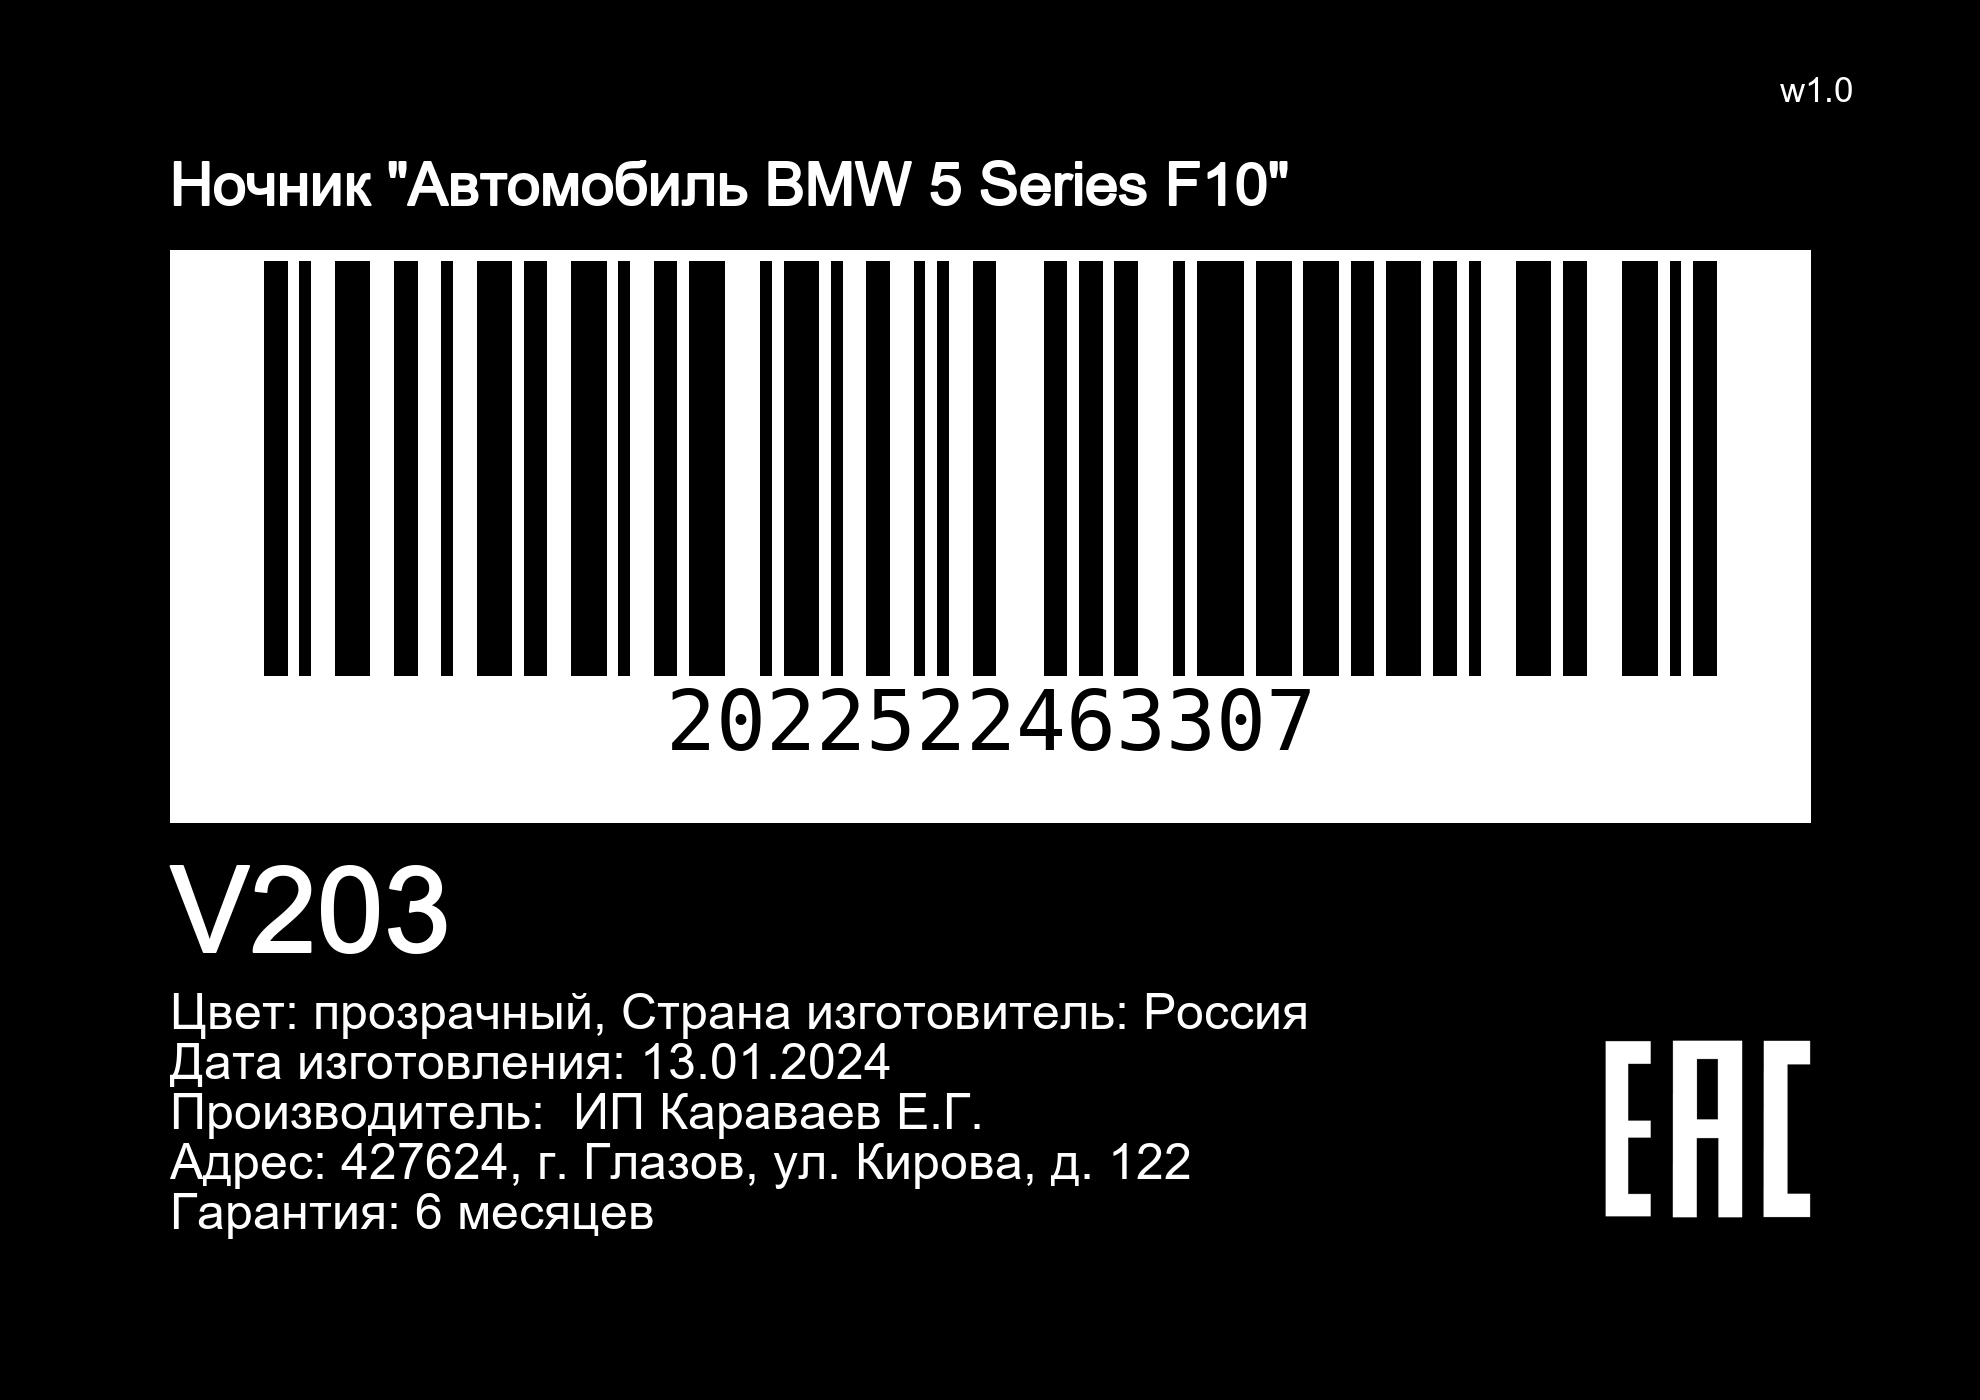 w1.0
Ночник "Автомобиль BMW 5 Series F10"
2022522463307
V203
Цвет: прозрачный, Страна изготовитель: Россия
Дата изготовления: 13.01.2024
Производитель:  ИП Караваев Е.Г.
Адрес: 427624, г. Глазов, ул. Кирова, д. 122
Гарантия: 6 месяцев
EAC